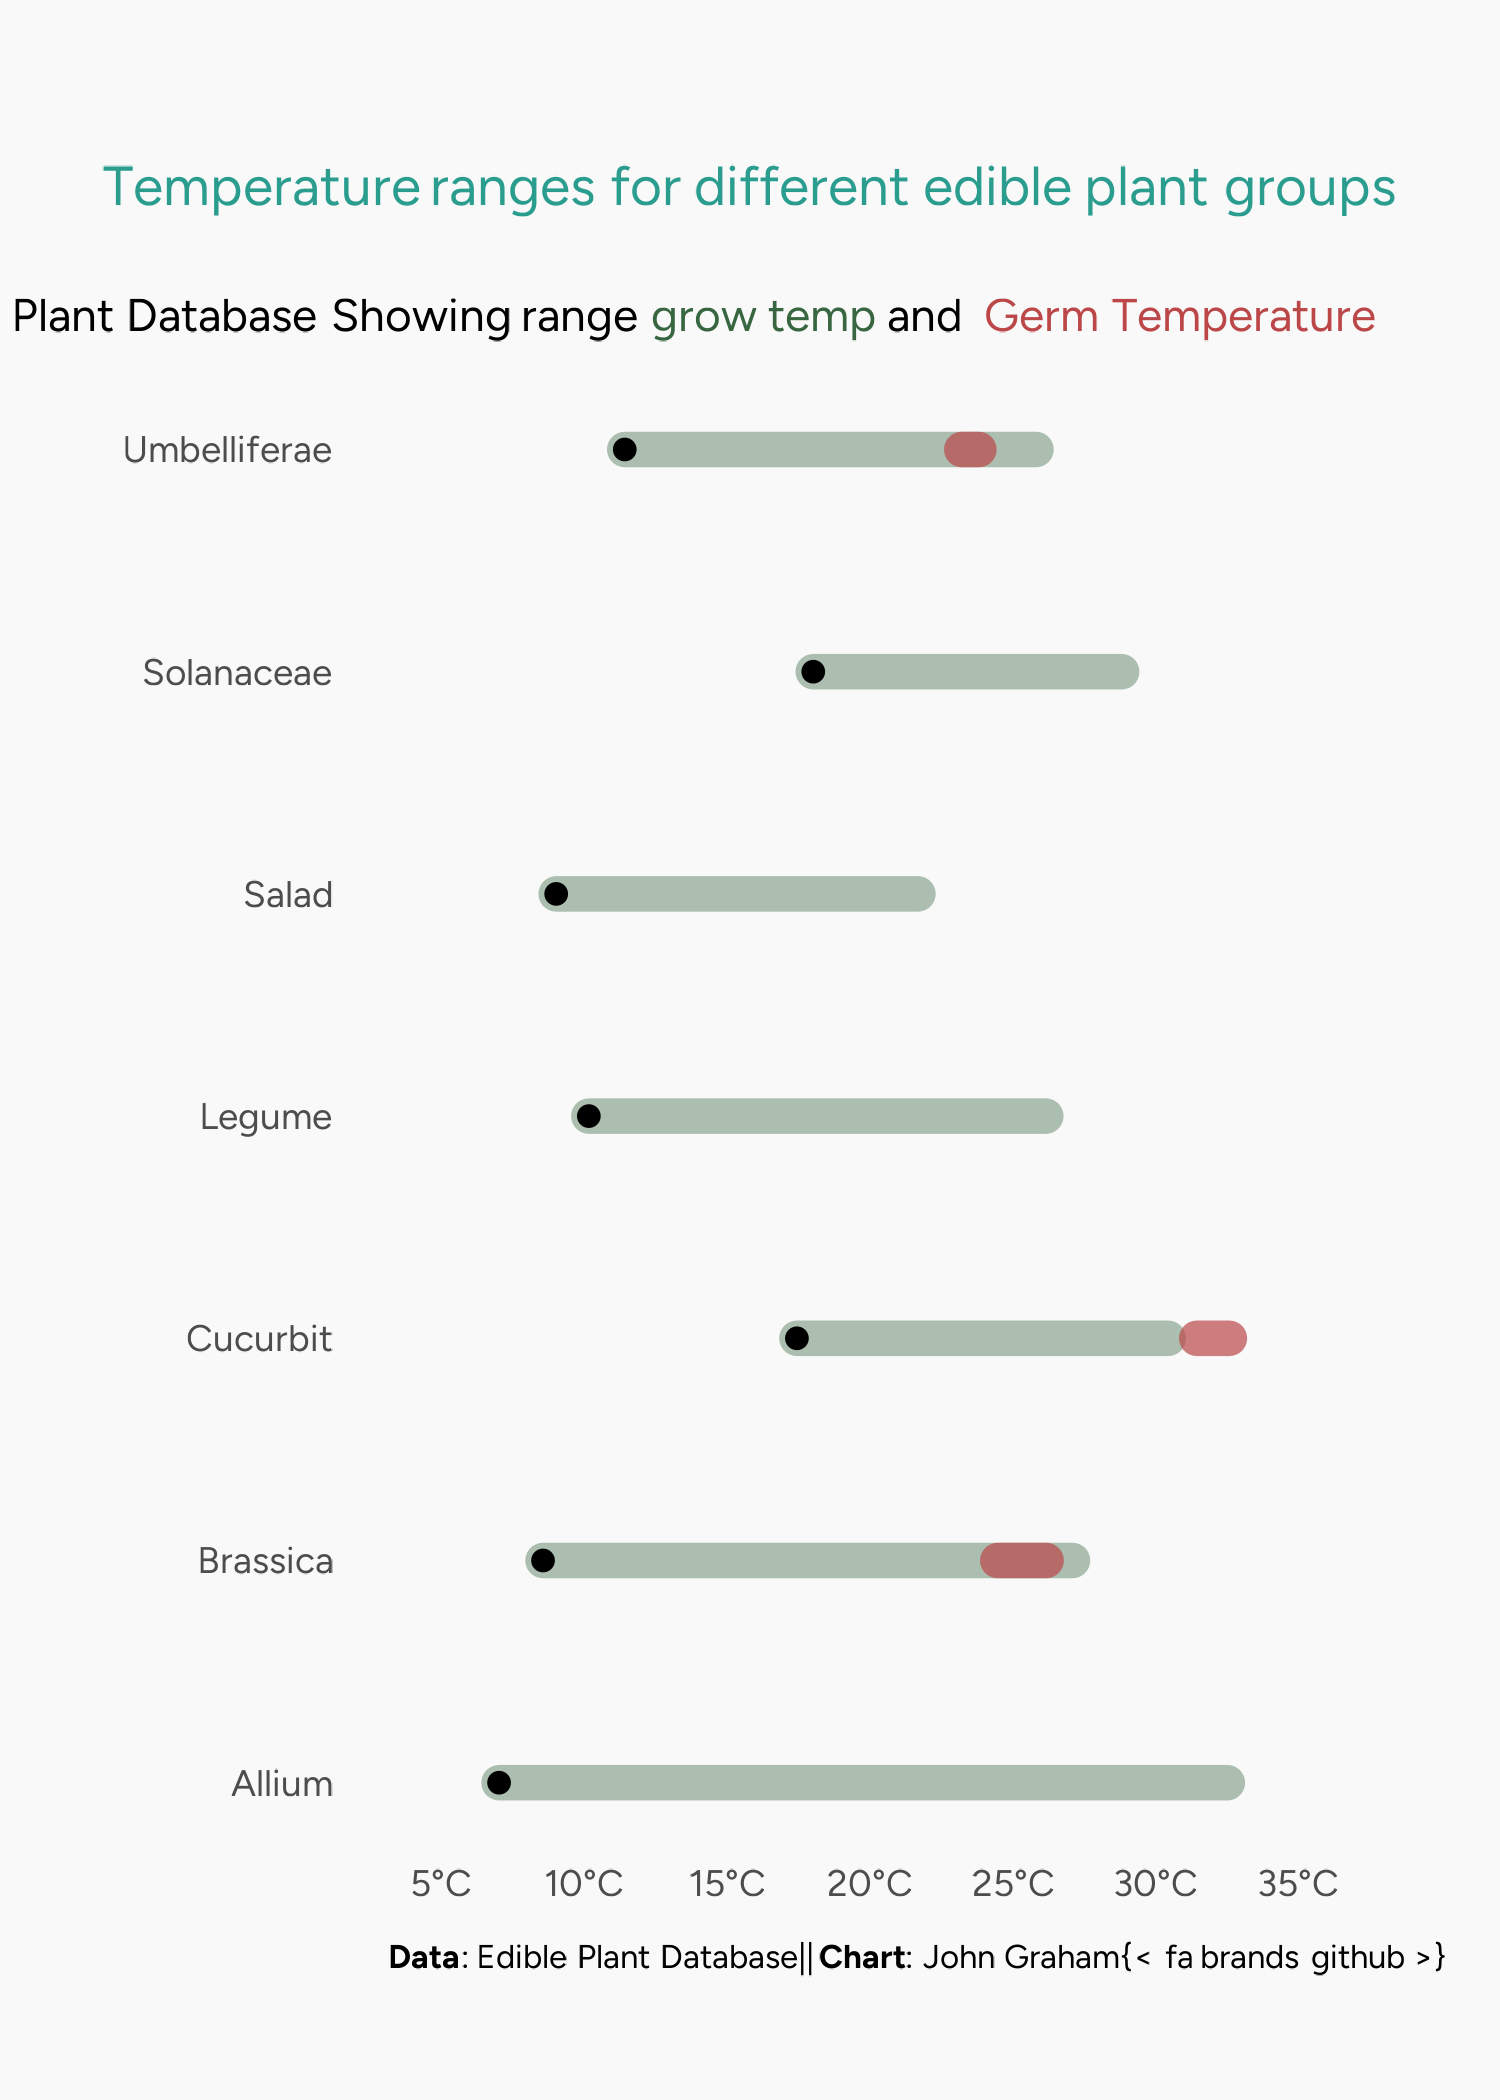 Temperature ranges for different edible plant groups
Plant Database Showing range grow temp and Germ Temperature
Umbelliferae
Solanaceae
Salad
Legume
Cucurbit
Brassica
Allium
5°C 10°C 15°C 20°C 25°C 30°C 35°C
Data: Edible Plant Database||Chart: John Graham{< fa brands github >}